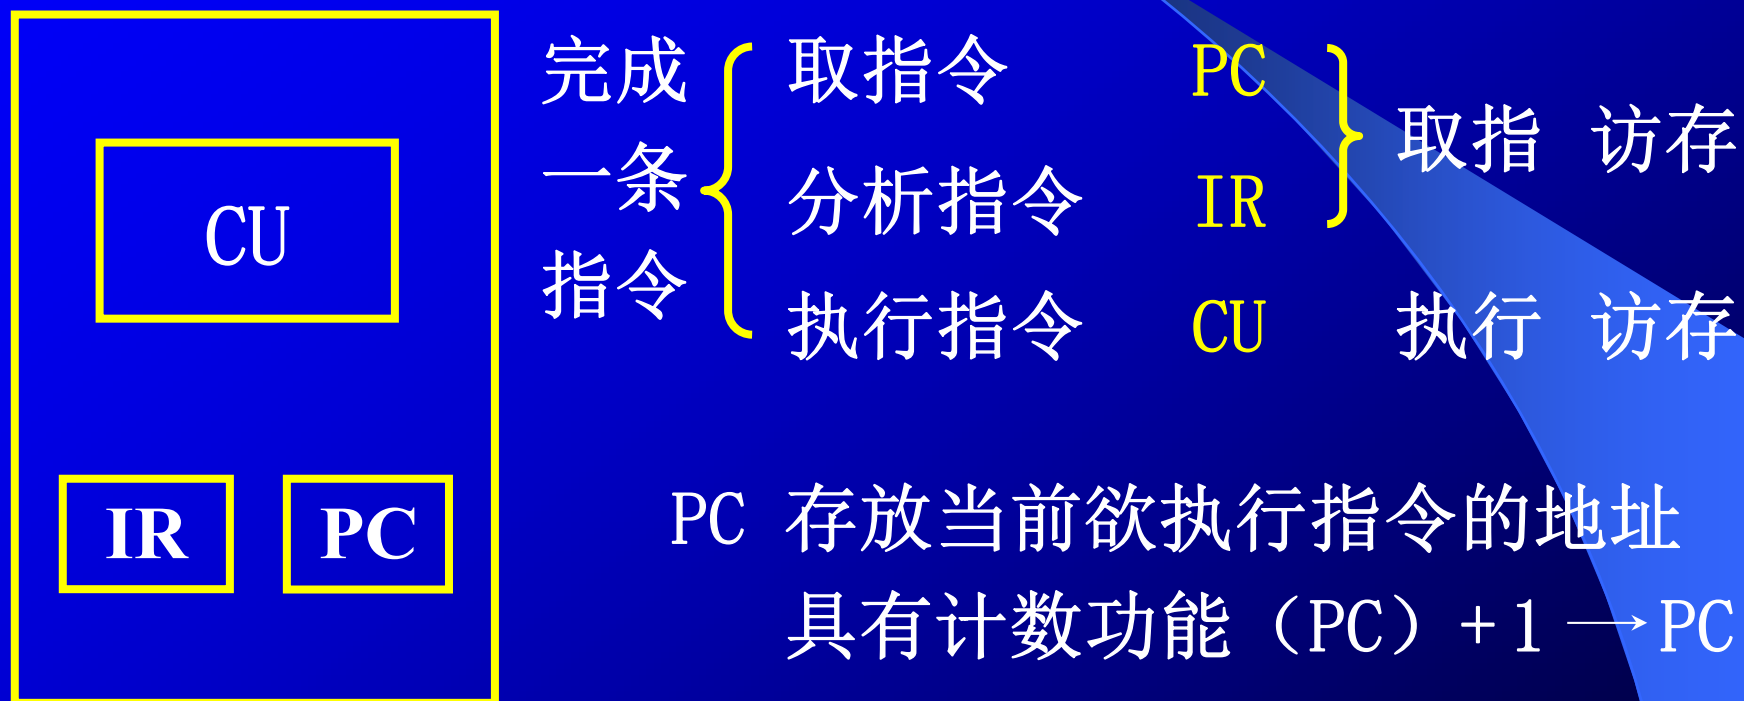 CU
IR PC
完成
一条
指令
取指令 PC
分析指令 IR
执行指令 CU
取指 访存
执行 访存
PC 存放当前欲执行指令的地址
具有计数功能（PC）+1→PC